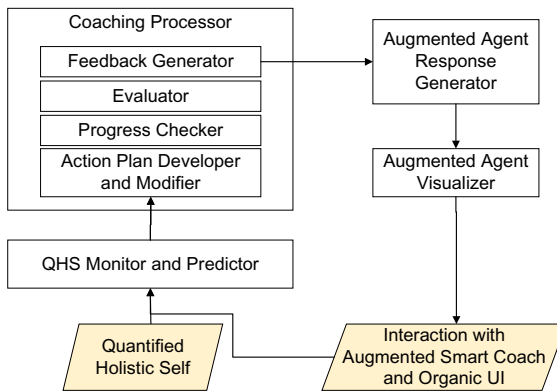 Coaching Processor
Feedback Generator
Evaluator
Progress Checker
Action Plan Developer
and Modifier
QHS Monitor and Predictor
Quantified
Holistic Self
Augmented Agent
Response
Generator
Augmented Agent
Visualizer
Interaction with
Augmented Smart Coach
and Organic UI